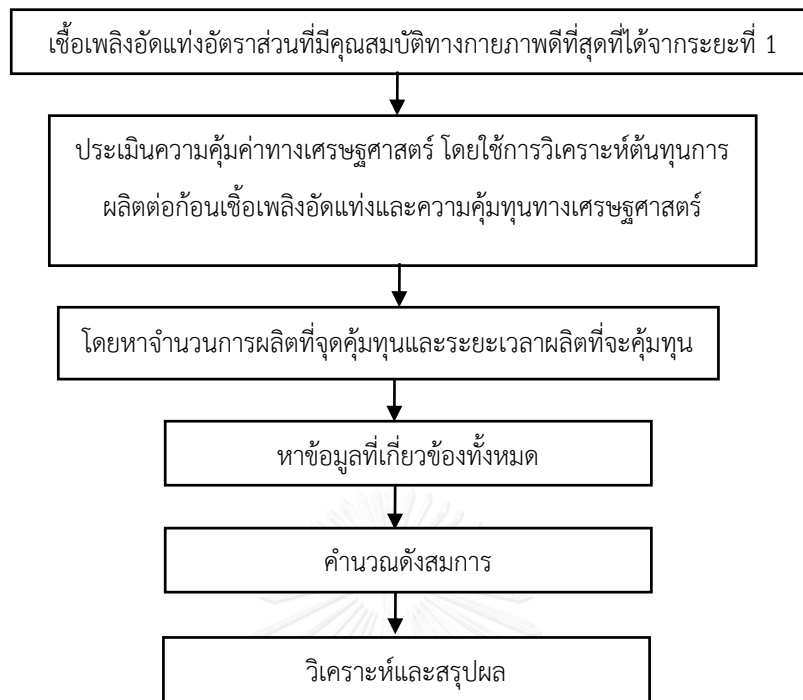 เชื้อเพลิงอัดแท่งอัตราส่วนที่มีคุณสมบัติทางกายภาพดีที่สุดที่ได้จากระยะที่ 1
ประเมินความคุ้มค่าทางเศรษฐศาสตร์ โดยใช้การวิเคราะห์ต้นทุนการ
ผลิตต่อก้อนเชื้อเพลิงอัดแท่งและความคุ้มทุนทางเศรษฐศาสตร์
โดยหาจำนวนการผลิตที่จุดคุ้มทุนและระยะเวลาผลิตที่จะคุ้มทุน
หาข้อมูลที่เกี่ยวข้องทั้งหมด
คำนวณดังสมการ
วิเคราะห์และสรุปผล